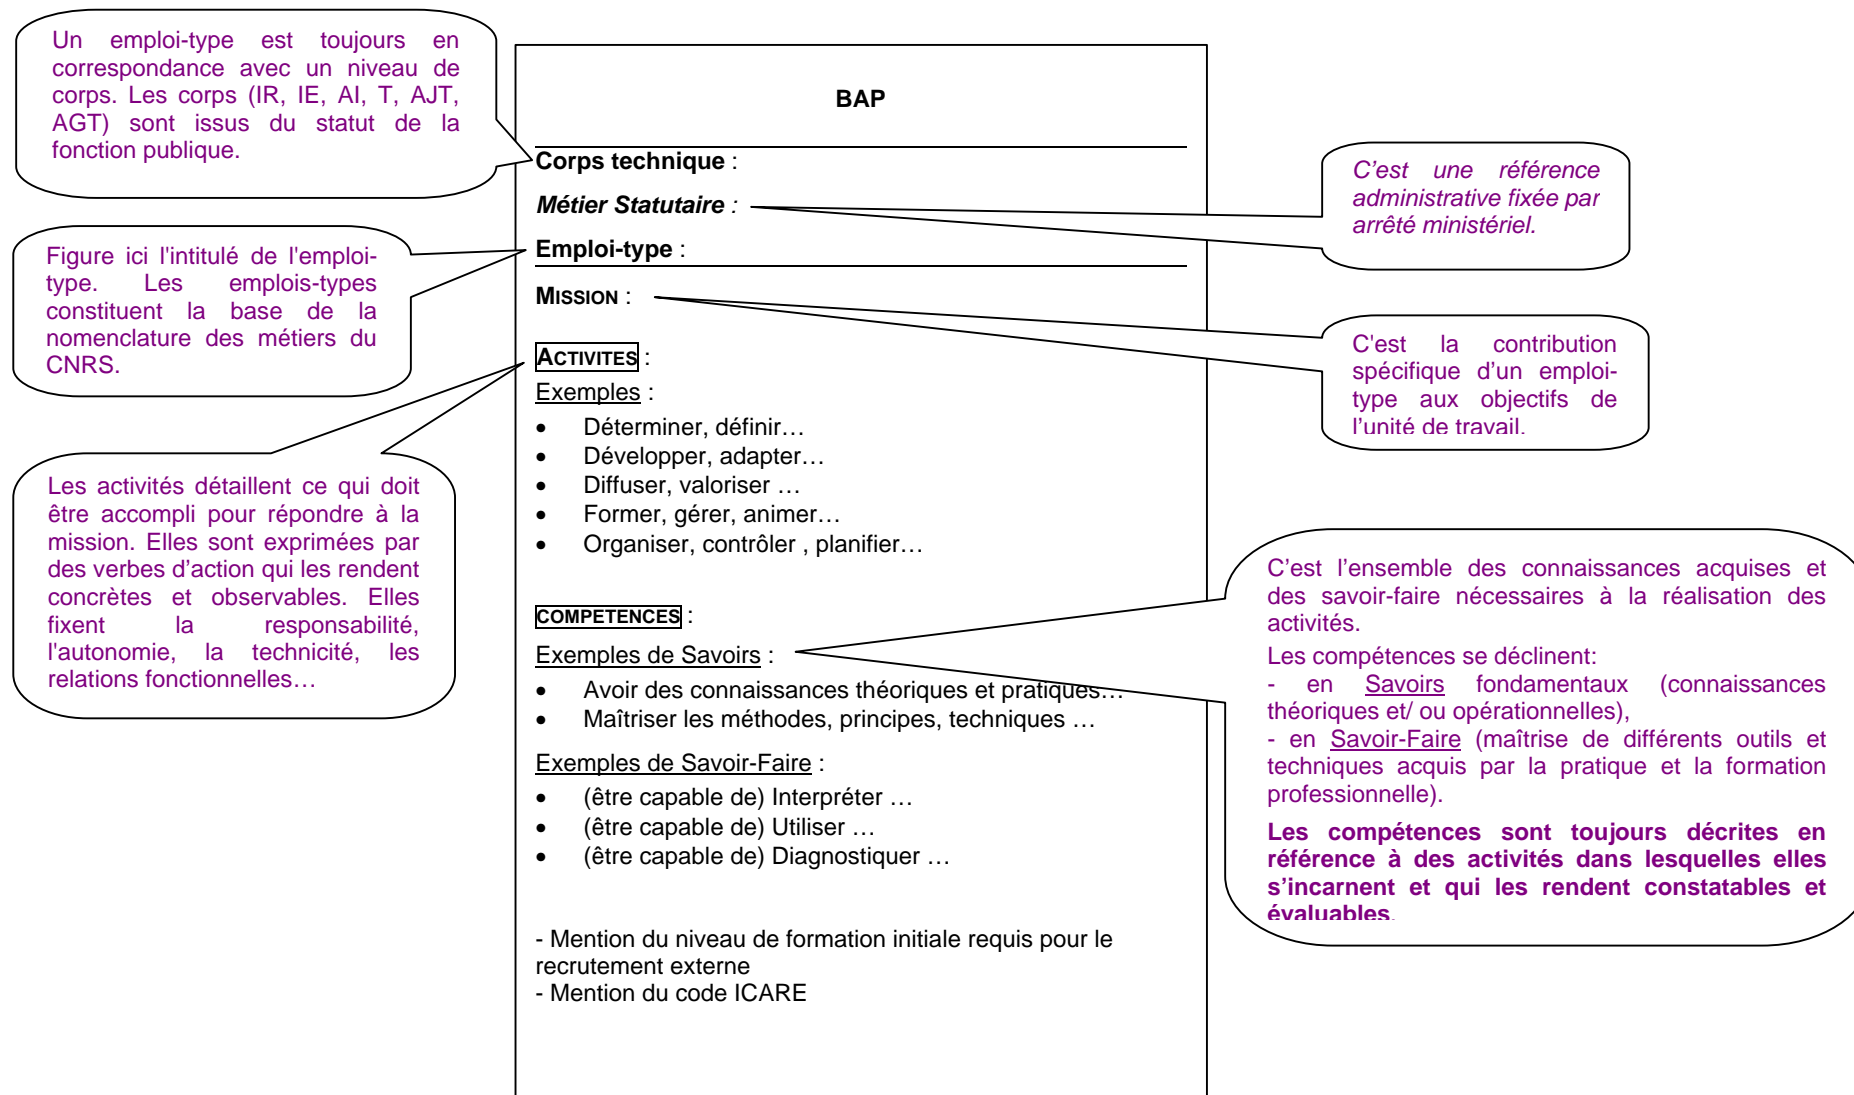 Un emploi-type est toujours en
correspondance avec un niveau de
corps. Les corps (IR, IE, AI, T, AJT,
AGT) sont issus du statut de la
fonction publique.
Figure ici l'intitulé de l'emploi-
type. Les emplois-types
constituent la base de la
nomenclature des métiers du
CNRS.
Les activités détaillent ce qui doit
être accompli pour répondre à la
mission. Elles sont exprimées par
des verbes d’action qui les rendent
concrètes et observables. Elles
fixent la responsabilité,
l'autonomie, la technicité, les
relations fonctionnelles…
BAP
Corps technique :
Métier Statutaire :
Emploi-type :
MISSION :
ACTIVITES :
Exemples :
• Déterminer, définir…
• Développer, adapter…
• Diffuser, valoriser …
• Former, gérer, animer…
• Organiser, contrôler , planifier…
COMPETENCES :
Exemples de Savoirs :
• Avoir des connaissances théoriques et pratiques…
• Maîtriser les méthodes, principes, techniques …
Exemples de Savoir-Faire :
• (être capable de) Interpréter …
• (être capable de) Utiliser …
• (être capable de) Diagnostiquer …
- Mention du niveau de formation initiale requis pour le
recrutement externe
- Mention du code ICARE
C’est une référence
administrative fixée par
arrêté ministériel.
C'est la contribution
spécifique d’un emploi-
type aux objectifs de
l’unité de travail.
C’est l’ensemble des connaissances acquises et
des savoir-faire nécessaires à la réalisation des
activités.
Les compétences se déclinent:
- en Savoirs fondamentaux (connaissances
théoriques et/ ou opérationnelles),
- en Savoir-Faire (maîtrise de différents outils et
techniques acquis par la pratique et la formation
professionnelle).
Les compétences sont toujours décrites en
référence à des activités dans lesquelles elles
s’incarnent et qui les rendent constatables et
évaluables.